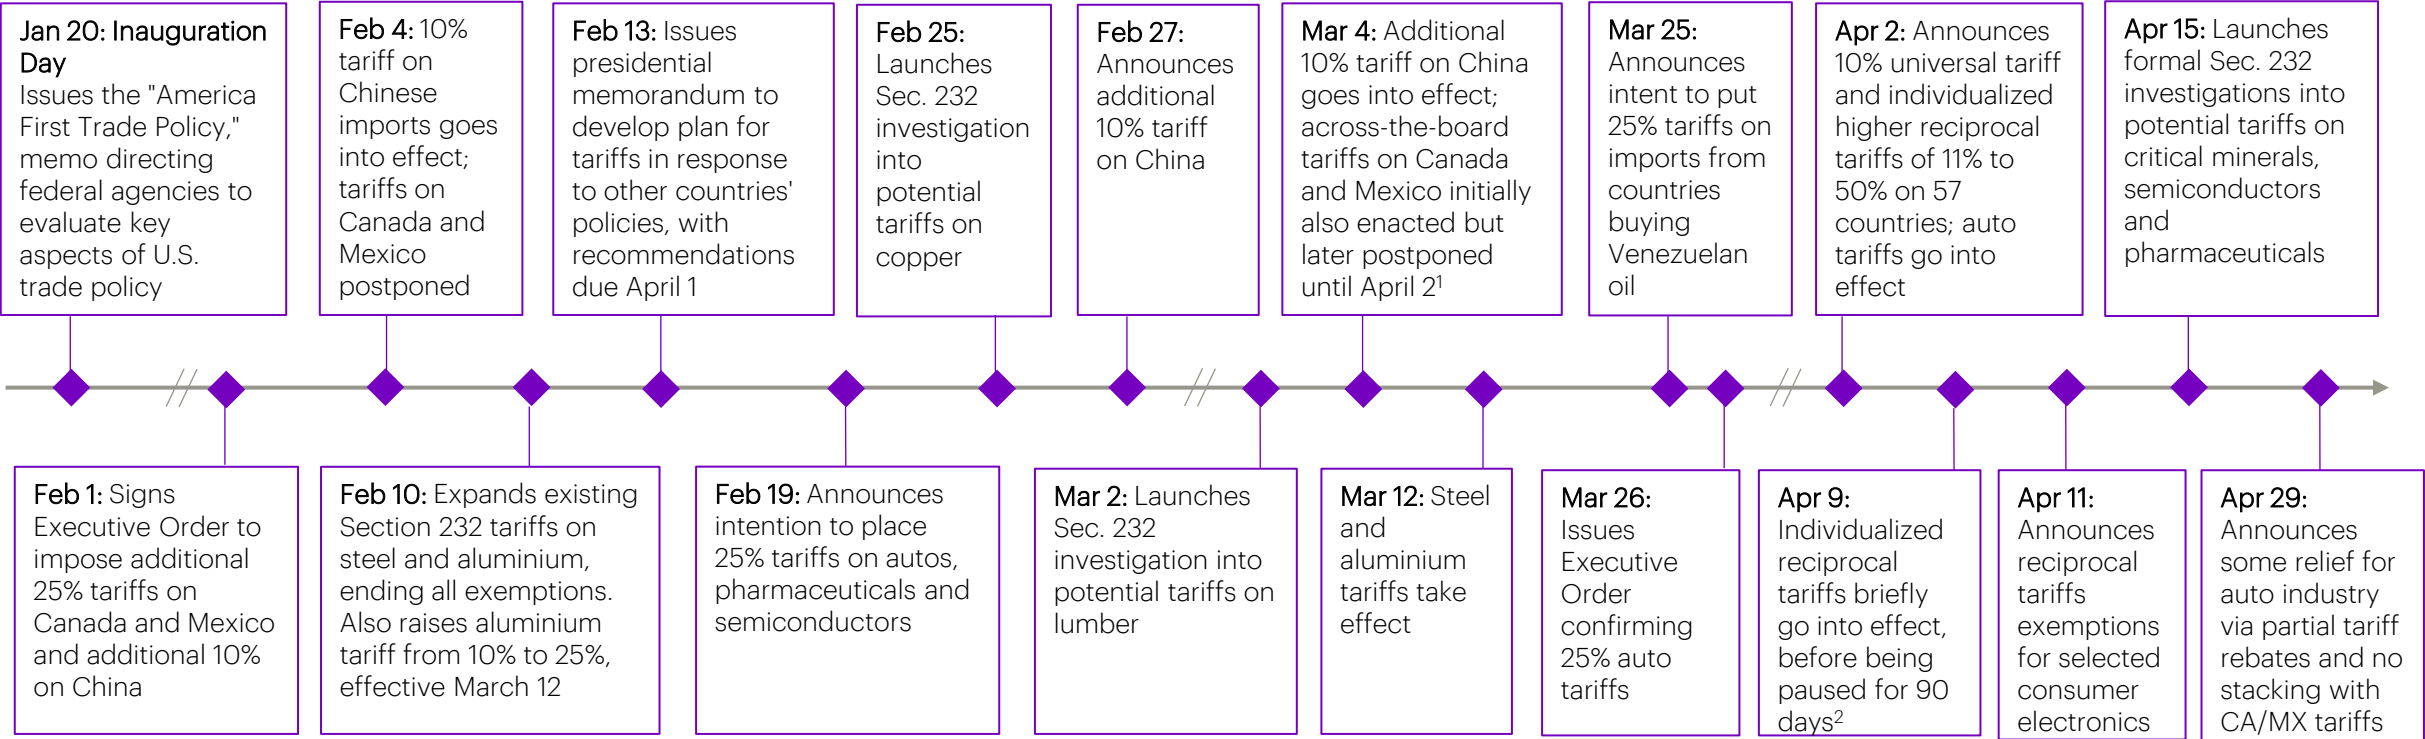 Jan 20: Inauguration
Day
Issues the "America
First Trade Policy,"
memo directing
federal agencies to
evaluate key
aspects of U.S.
trade policy
Feb 4: 10%
tariff on
Chinese
imports goes
into effect;
tariffs on
Canada and
Mexico
postponed
Feb 13: Issues
presidential
memorandum to
develop plan for
tariffs in response
to other countries'
policies, with
recommendations
due April 1
Feb 25:
Launches
Sec. 232
investigation
into
potential
tariffs on
copper
Feb 27:
Announces
additional
10% tariff
on China
Mar 4: Additional
10% tariff on China
goes into effect;
across-the-board
tariffs on Canada
and Mexico initially
also enacted but
later postponed
until April 2¹
Mar 25:
Announces
intent to put
25% tariffs on
imports from
countries
buying
Venezuelan
oil
Apr 2: Announces
10% universal tariff
and individualized
higher reciprocal
tariffs of 11% to
50% on 57
countries; auto
tariffs go into
effect
Apr 15: Launches
formal Sec. 232
investigations into
potential tariffs on
critical minerals,
semiconductors
and
pharmaceuticals
Feb 1: Signs
Executive Order to
impose additional
25% tariffs on
Canada and Mexico
and additional 10%
on China
Feb 10: Expands existing
Section 232 tariffs on
steel and aluminium,
ending all exemptions.
Also raises aluminium
tariff from 10% to 25%,
effective March 12
Feb 19: Announces
intention to place
25% tariffs on autos,
pharmaceuticals and
semiconductors
Mar 2: Launches
Sec. 232
investigation into
potential tariffs on
lumber
Mar 12: Steel
and
aluminium
tariffs take
effect
Mar 26:
Issues
Executive
Order
confirming
25% auto
tariffs
Apr 9:
Individualized
reciprocal
tariffs briefly
go into effect,
before being
paused for 90
days²
Apr 11:
Announces
reciprocal
tariffs
exemptions
for selected
consumer
electronics
Apr 29:
Announces
some relief for
auto industry
via partial tariff
rebates and no
stacking with
CA/MX tariffs